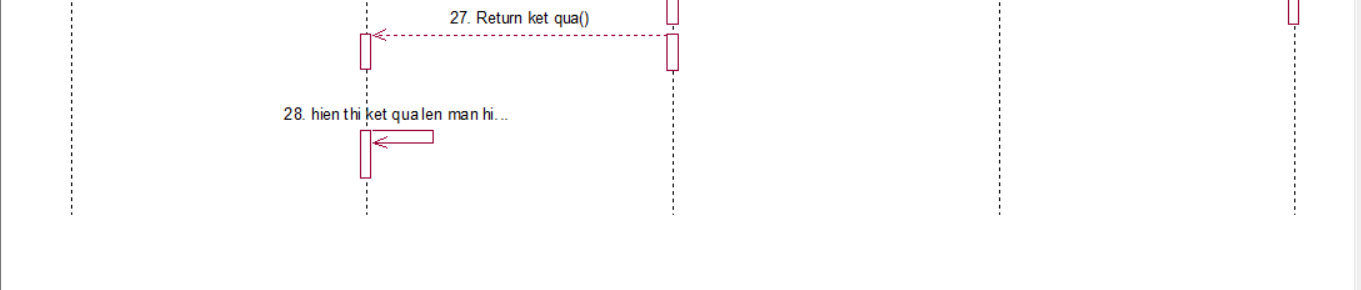 27. Return ket qua()
28. hien thi ket qua len man hi...